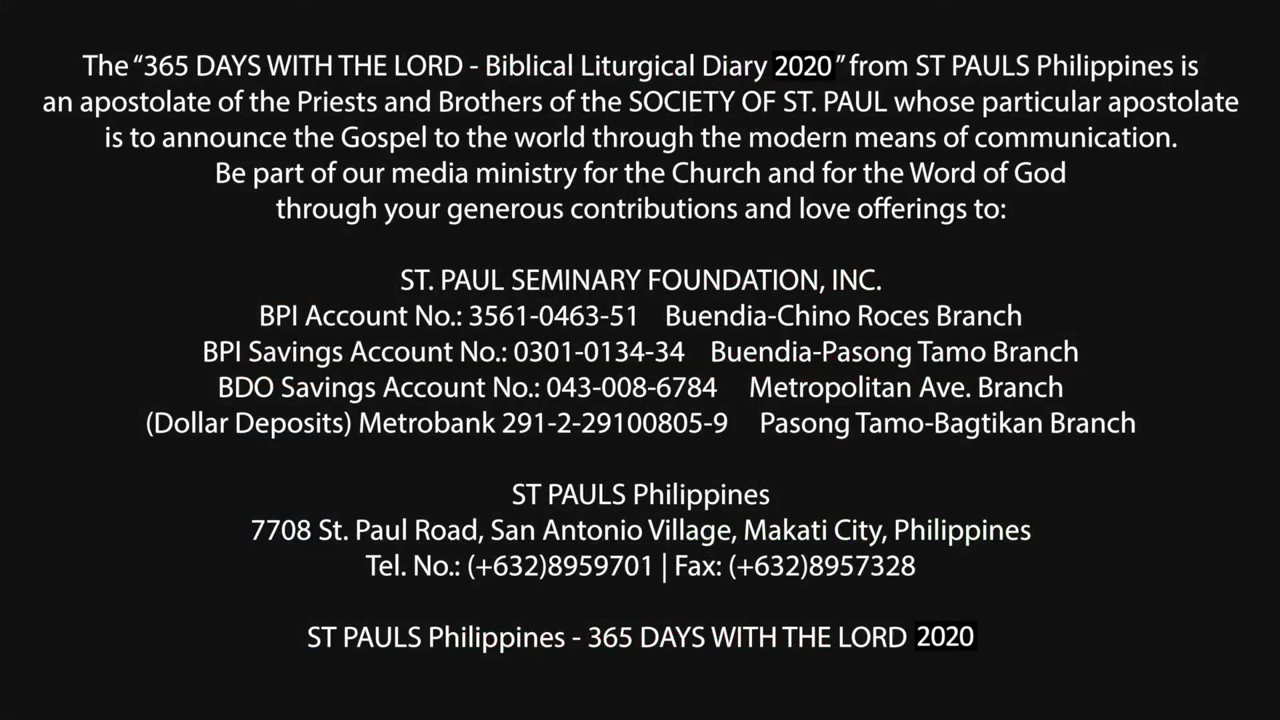 The “365 DAYS WITH THE LORD - Biblical Liturgical Diary 2020” from ST PAULS Philippines is
an apostolate of the Priests and Brothers of the SOCIETY OF ST. PAUL whose particular apostolate
is to announce the Gospel to the world through the modern means of communication.
Be part of our media ministry for the Church and for the Word of God
through your generous contributions and love offerings to:
ST. PAUL SEMINARY FOUNDATION, INC.
BPI Account No.: 3561-0463-51 Buendia-Chino Roces Branch
BPI Savings Account No.: 0301-0134-34 Buendia-Pasong Tamo Branch
BDO Savings Account No.: 043-008-6784 Metropolitan Ave. Branch
(Dollar Deposits) Metrobank 291-2-29100805-9 Pasong Tamo-Bagtikan Branch
ST PAULS Philippines
7708 St. Paul Road, San Antonio Village, Makati City, Philippines
Tel. No.: (+632)8959701 | Fax: (+632)8957328
ST PAULS Philippines - 365 DAYS WITH THE LORD 2020